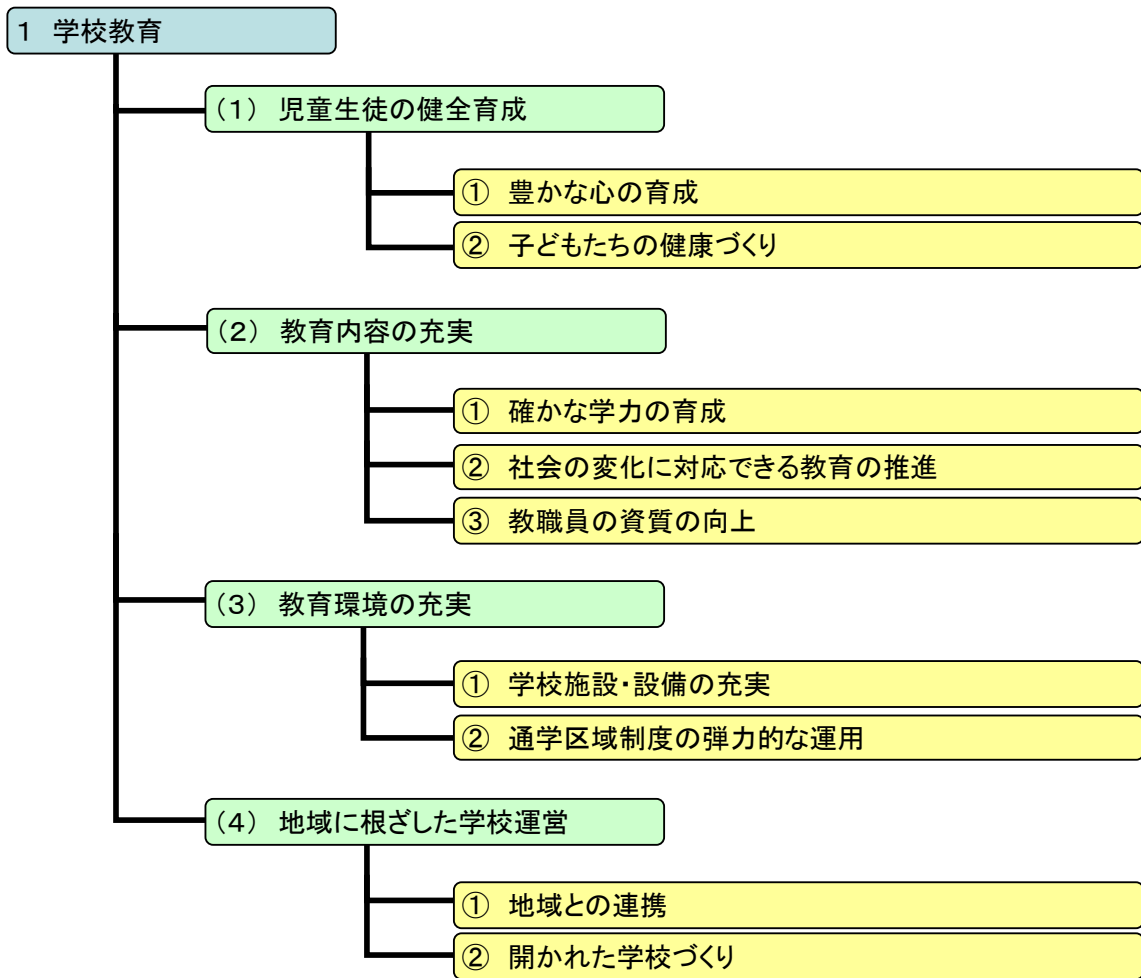 1 学校教育
(1) 児童生徒の健全育成
① 豊かな心の育成
② 子どもたちの健康づくり
(2) 教育内容の充実
① 確かな学力の育成
② 社会の変化に対応できる教育の推進
③ 教職員の資質の向上
(3) 教育環境の充実
① 学校施設・設備の充実
② 通学区域制度の弾力的な運用
(4) 地域に根ざした学校運営
① 地域との連携
② 開かれた学校づくり